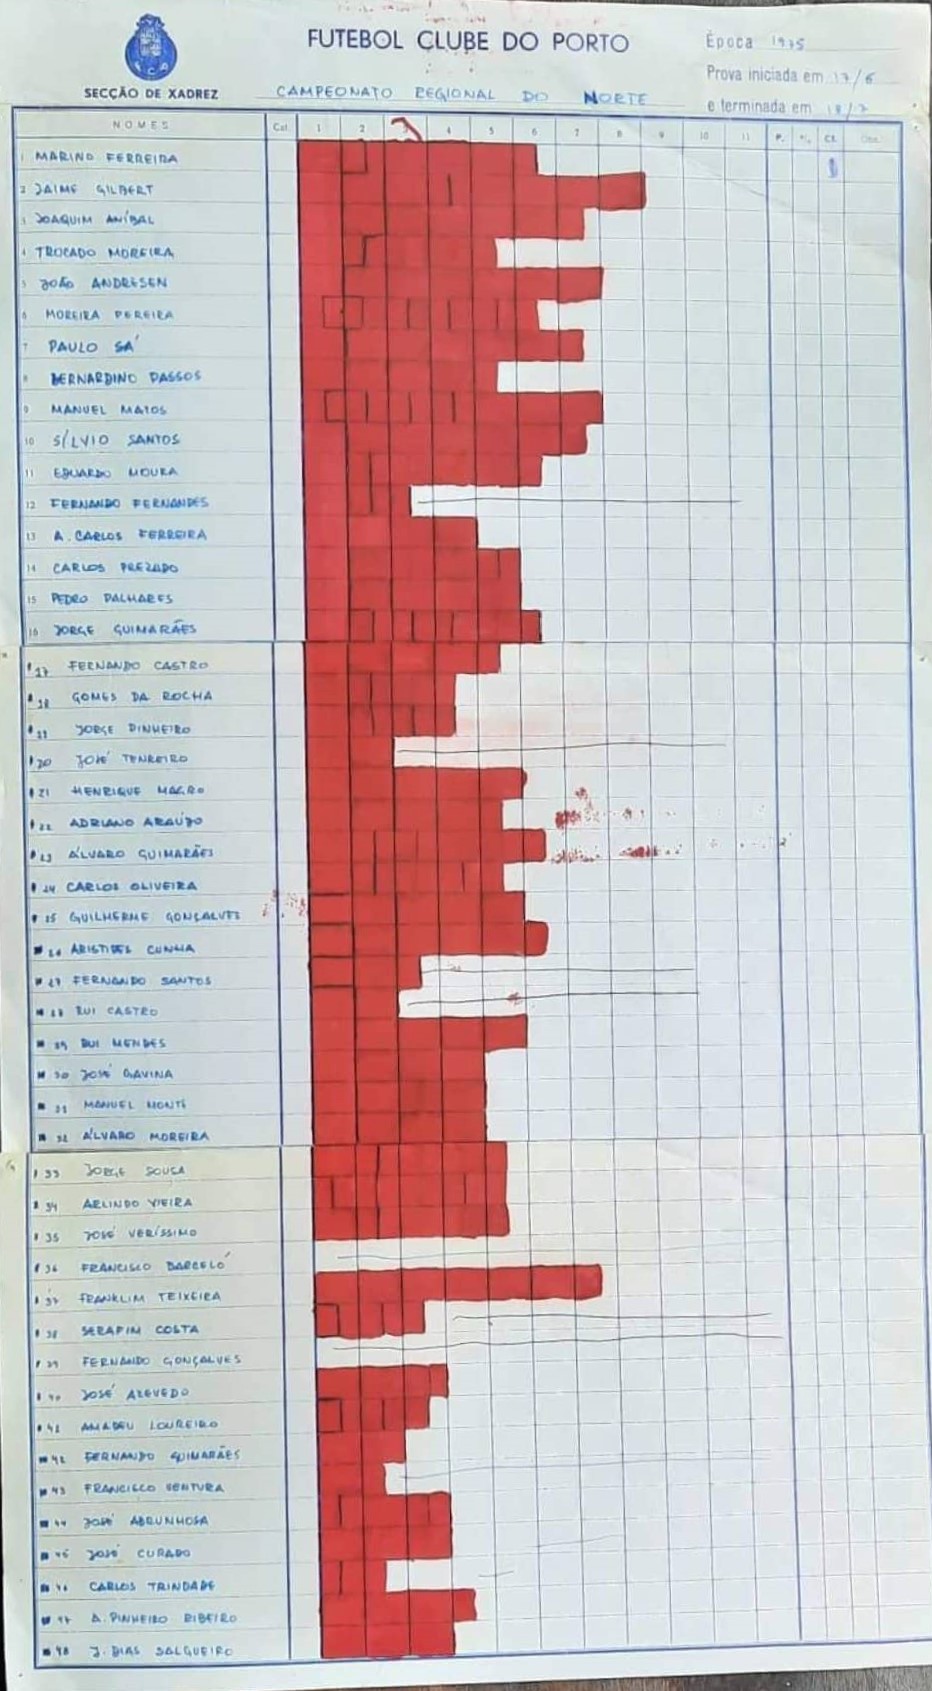 FUTEBOL CLUBE DO PORTO
SECÇÃO DE XADREZ
CAMPEONATO REGIONAL DO NORTE
Época 1975
Prova iniciada em 17/6
e terminada em 18/7
NOMES Cat. 1 2 3 4 5 6 7 8 9 10 11 P. Cl. Obs.
1 MARINO FERREIRA
2 JAIME GILBERT
3 JOAQUIM ANÍBAL
4 TROCADO MOREIRA
5 JOÃO ANDRESEN
6 MOREIRA PEREIRA
7 PAULO SÁ
8 BERNARDINO PASSOS
9 MANUEL MATOS
10 SÍLVIO SANTOS
11 EDUARDO MOURA
12 FERNANDO FERNANDES
13 A. CARLOS FERREIRA
14 CARLOS PREZADO
15 PEDRO PALHARES
16 JORGE GUIMARÃES
17 FERNANDO CASTRO
18 GOMES DA ROCHA
19 JORGE PINHEIRO
20 JOSÉ TENREIRO
21 HENRIQUE MAGRO
22 ADRIANO ARAÚJO
23 ÁLVARO GUIMARÃES
24 CARLOS OLIVEIRA
25 GUILHERME GONÇALVES
26 ARISTIDES CUNHA
27 FERNANDO SANTOS
28 RUI CASTRO
29 RUI MENDES
30 JOSÉ GAVINA
31 MANUEL MONTE
32 ÁLVARO MOREIRA
33 JORGE SOUSA
34 ARLINDO VIEIRA
35 JOSÉ VERÍSSIMO
36 FRANCISCO BARCELÓ
37 FRANKLIM TEIXEIRA
38 SERAFIM COSTA
39 FERNANDO GONÇALVES
40 JOSÉ AZEVEDO
41 AMADEU LOUREIRO
42 FERNANDO GUIMARÃES
43 FRANCISCO VENTURA
44 JOSÉ ABRUNHOSA
45 JOSÉ CURADO
46 CARLOS TRINDADE
47 A. PINHEIRO RIBEIRO
48 J. DIAS SALGUEIRO